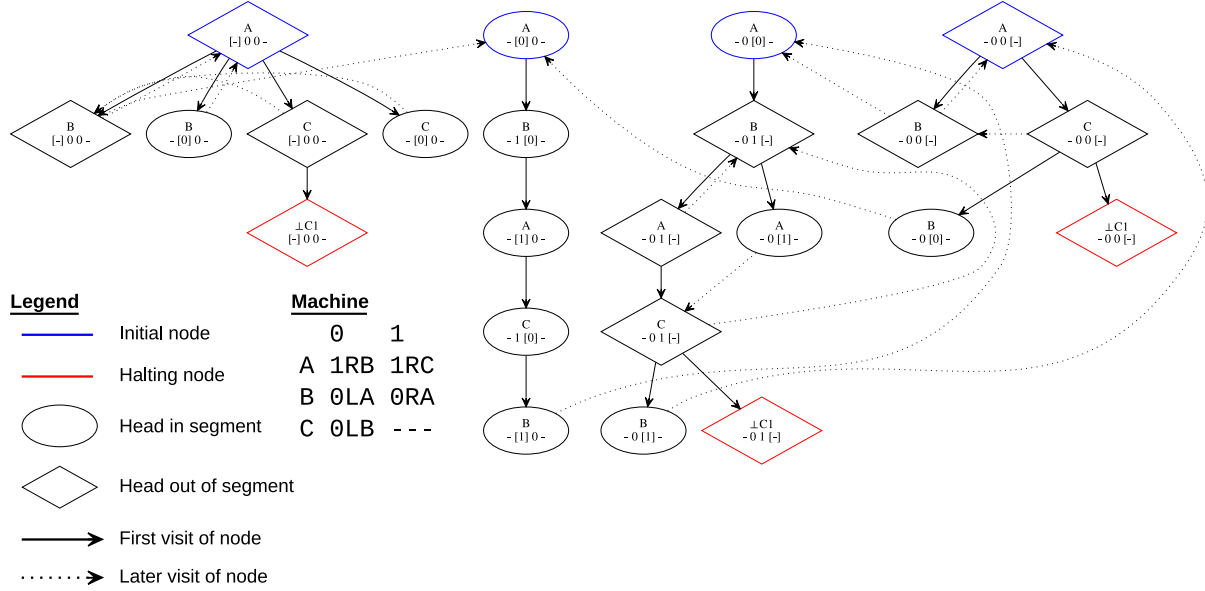 A
[-] 0 0 -
A
- [0] 0 -
A
- 0 [0] -
A
- 0 0 [-]
B
[-] 0 0 -
B
- [0] 0 -
C
[-] 0 0 -
C
- [0] 0 -
B
- 1 [0] -
B
- 0 1 [-]
B
- 0 0 [-]
C
- 0 0 [-]
⊥C1
[-] 0 0 -
A
- [1] 0 -
A
- 0 1 [-]
A
- 0 [1] -
B
- 0 [0] -
⊥C1
- 0 0 [-]
C
- 1 [0] -
C
- 0 1 [-]
B
- [1] 0 -
B
- 0 [1] -
⊥C1
- 0 1 [-]
Legend
Initial node
Halting node
Head in segment
Head out of segment
First visit of node
Later visit of node
Machine
0 1
A 1RB 1RC
B 0LA 0RA
C 0LB ---